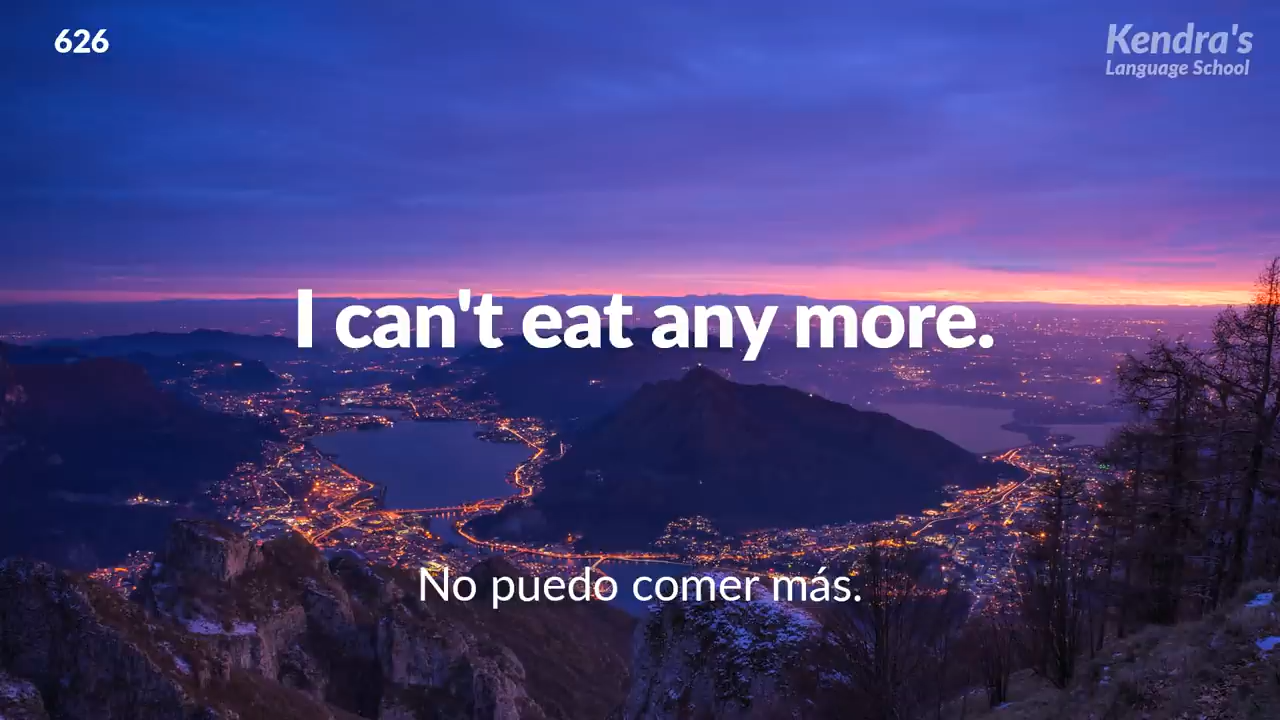 626
Kendra's
Language School
I can't eat any more.
No puedo comer más.